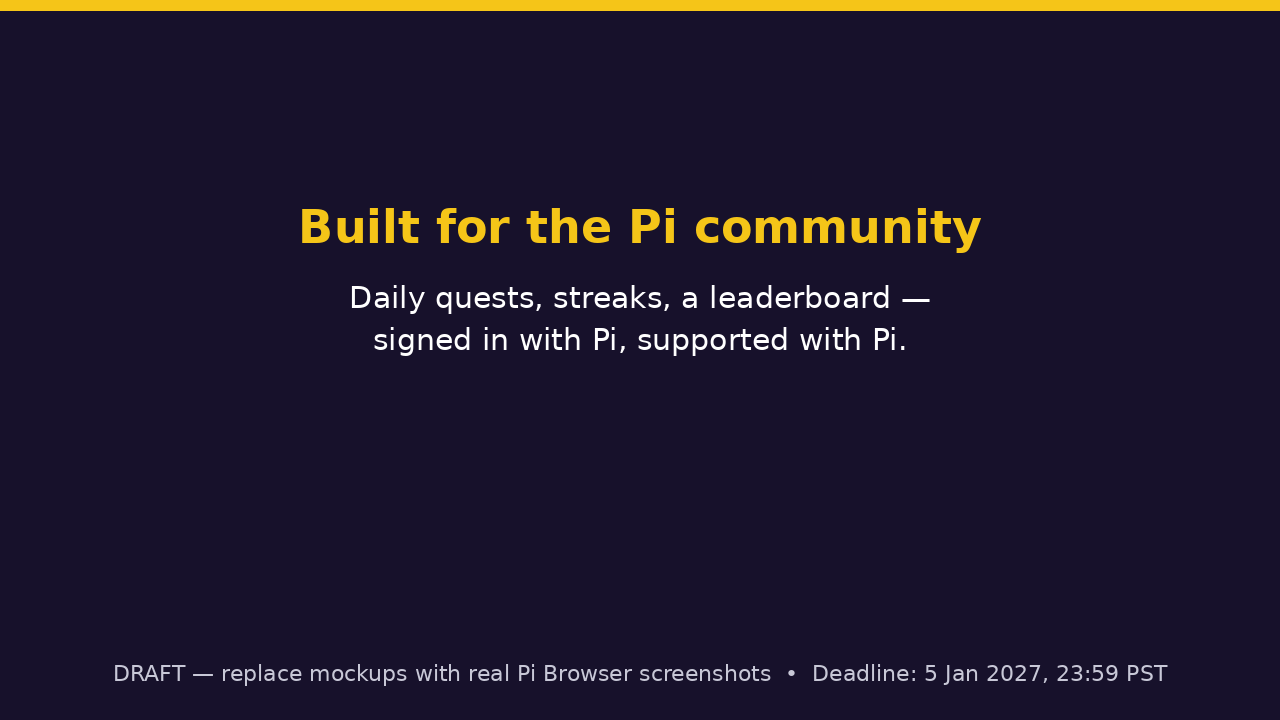 Built for the Pi community
Daily quests, streaks, a leaderboard —
signed in with Pi, supported with Pi.
DRAFT — replace mockups with real Pi Browser screenshots • Deadline: 5 Jan 2027, 23:59 PST